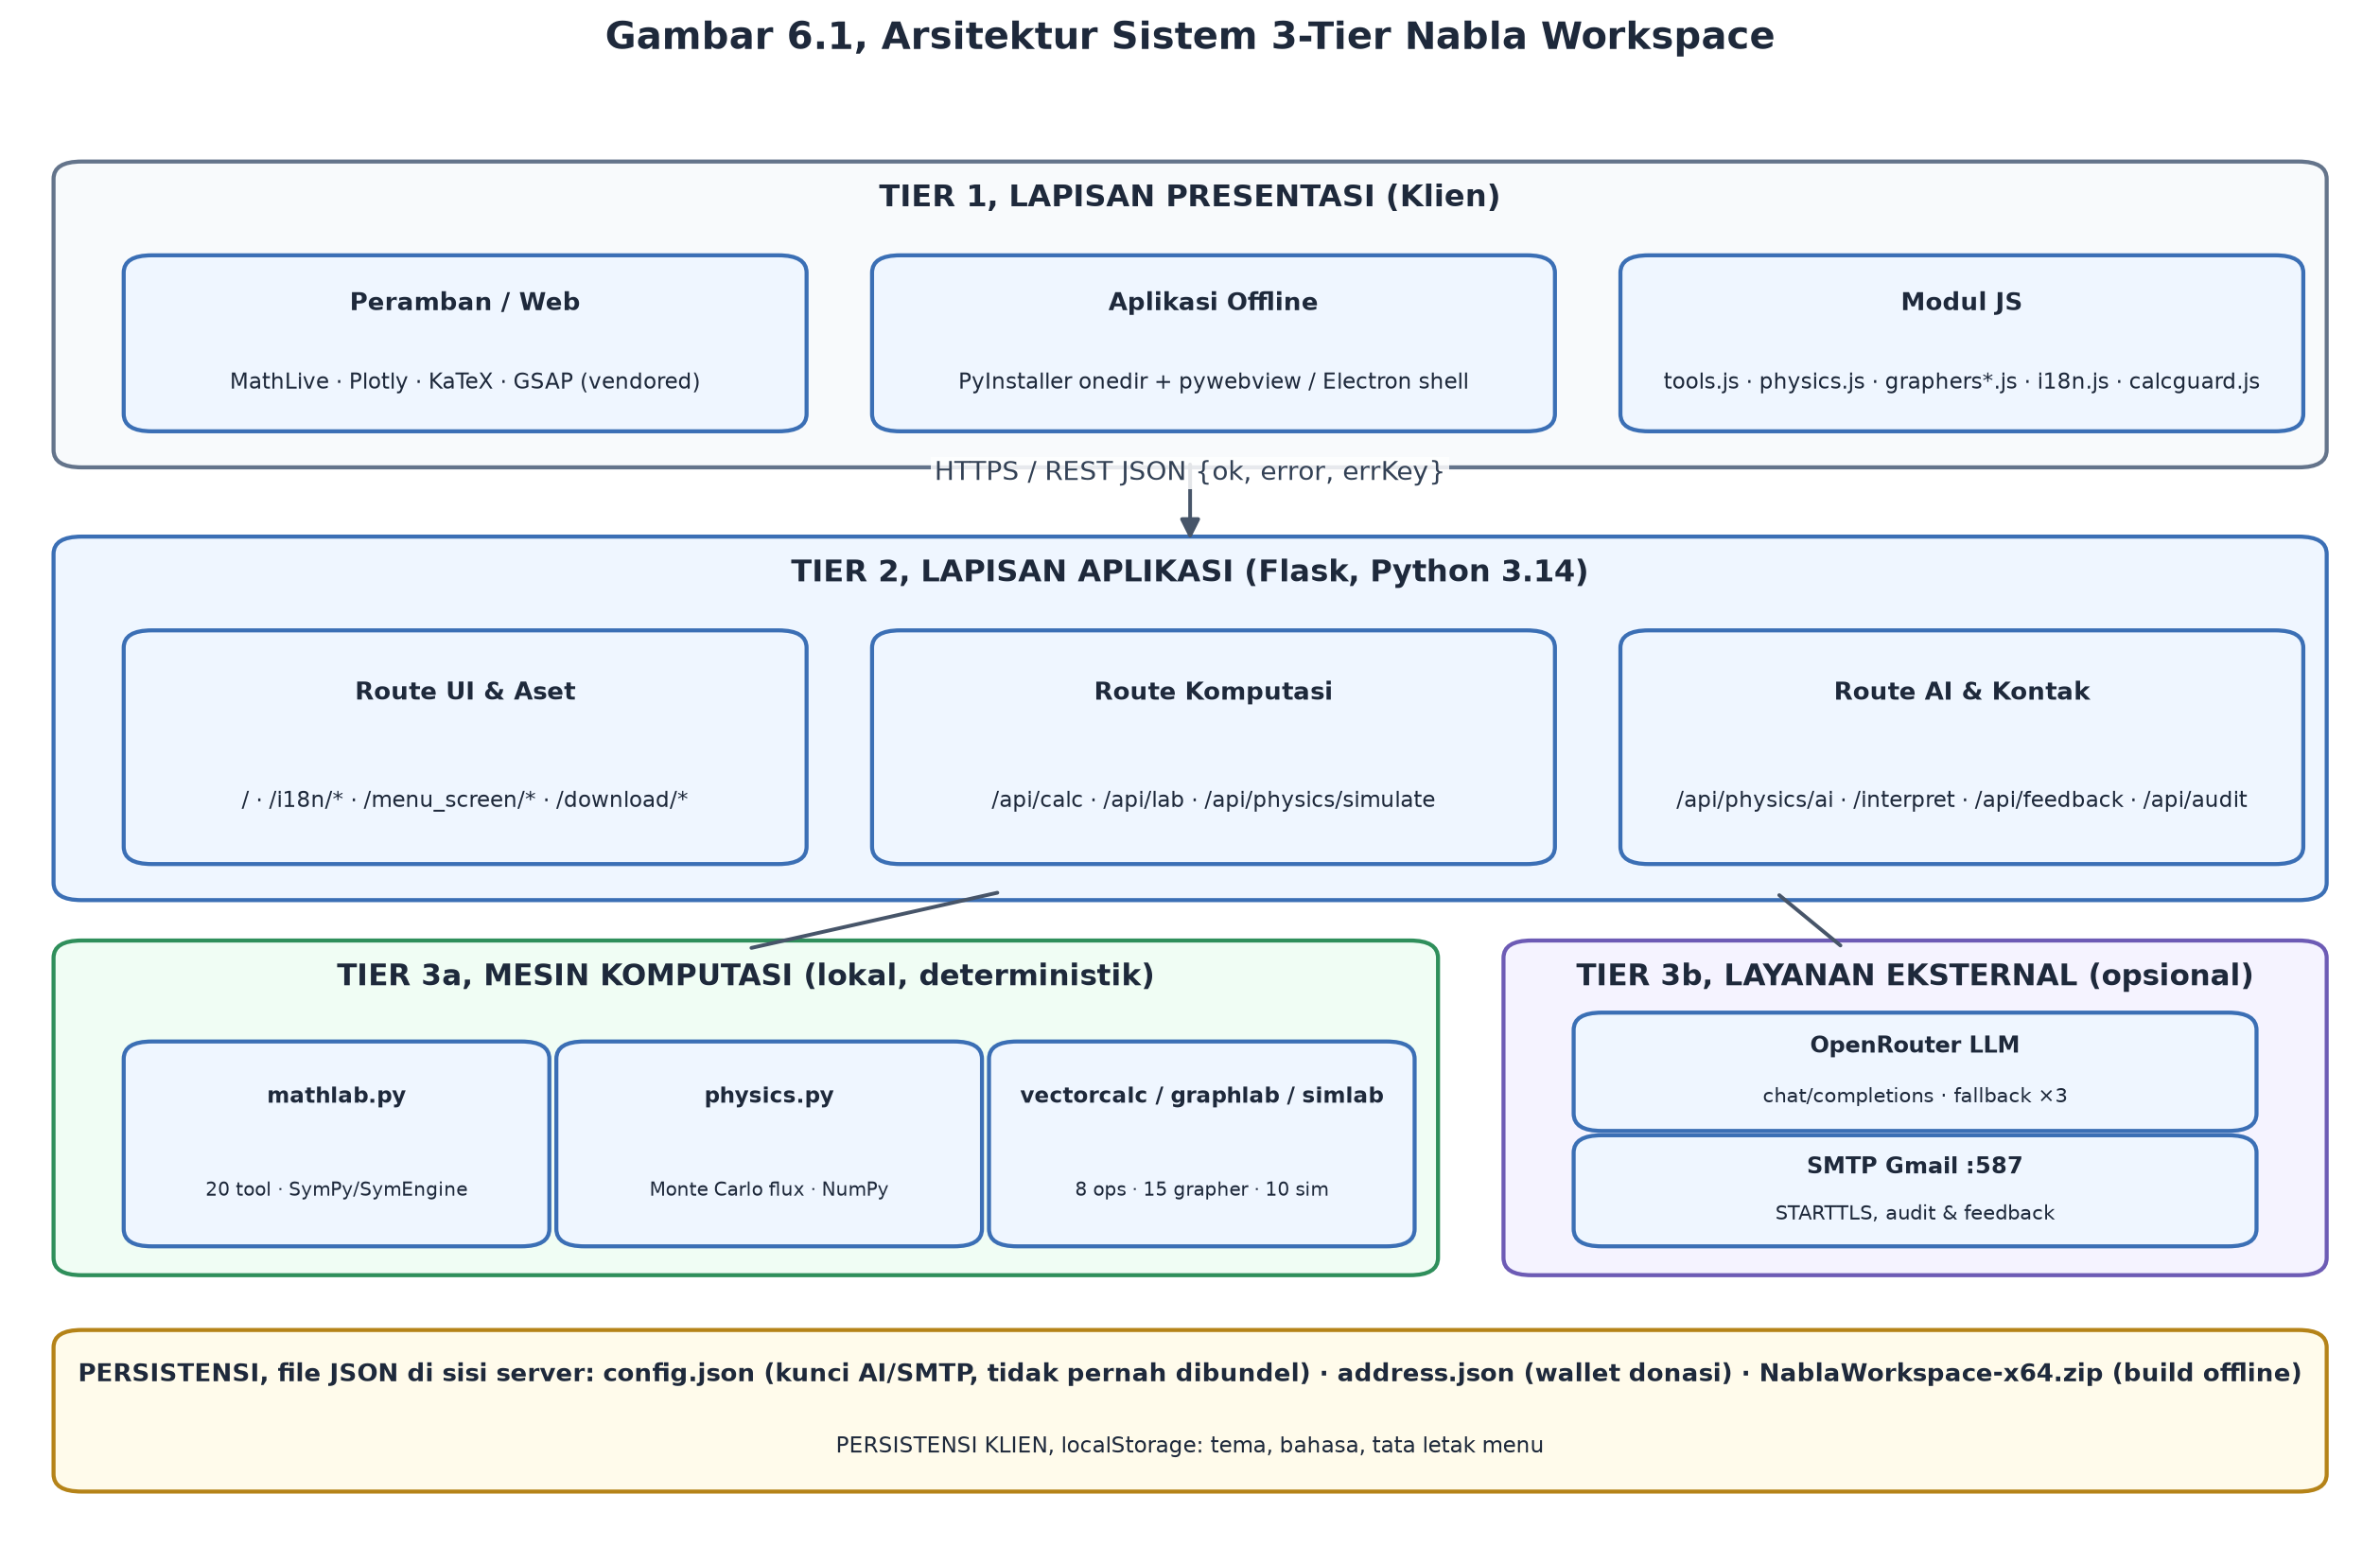 Gambar 6.1, Arsitektur Sistem 3-Tier Nabla Workspace
TIER 1, LAPISAN PRESENTASI (Klien)
Peramban / Web
MathLive · Plotly · KaTeX · GSAP (vendored)
Aplikasi Offline
PyInstaller onedir + pywebview / Electron shell
Modul JS
tools.js · physics.js · graphers*.js · i18n.js · calcguard.js
HTTPS / REST JSON {ok, error, errKey}
TIER 2, LAPISAN APLIKASI (Flask, Python 3.14)
Route UI & Aset
/ · /i18n/* · /menu_screen/* · /download/*
Route Komputasi
/api/calc · /api/lab · /api/physics/simulate
Route AI & Kontak
/api/physics/ai · /interpret · /api/feedback · /api/audit
TIER 3a, MESIN KOMPUTASI (lokal, deterministik)
mathlab.py
20 tool · SymPy/SymEngine
physics.py
Monte Carlo flux · NumPy
vectorcalc / graphlab / simlab
8 ops · 15 grapher · 10 sim
TIER 3b, LAYANAN EKSTERNAL (opsional)
OpenRouter LLM
chat/completions · fallback ×3
SMTP Gmail :587
STARTTLS, audit & feedback
PERSISTENSI, file JSON di sisi server: config.json (kunci AI/SMTP, tidak pernah dibundel) · address.json (wallet donasi) · NablaWorkspace-x64.zip (build offline)
PERSISTENSI KLIEN, localStorage: tema, bahasa, tata letak menu